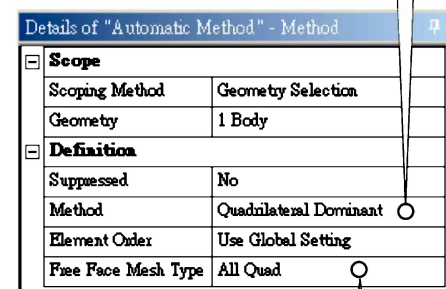 Details of "Automatic Method" - Method
Scope
Scoping Method Geometry Selection
Geometry 1 Body
Definition
Suppressed No
Method Quadrilateral Dominant
Element Order Use Global Setting
Free Face Mesh Type All Quad